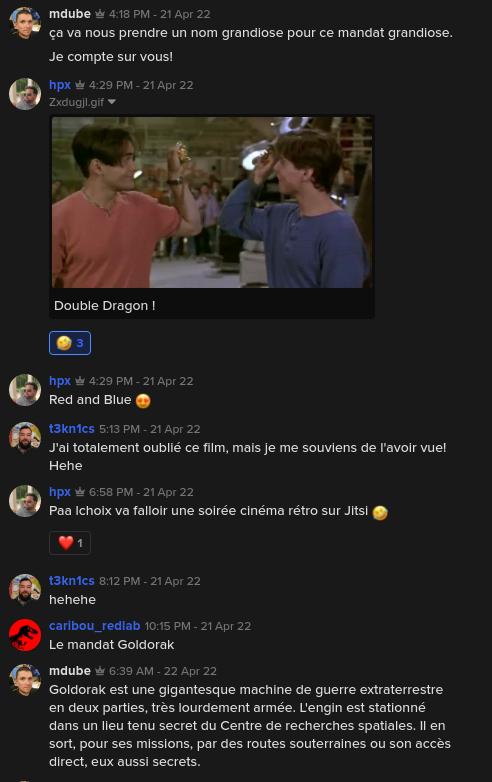 mdube 4:18 PM - 21 Apr 22
ça va nous prendre un nom grandiose pour ce mandat grandiose.
Je compte sur vous!
hpx 4:29 PM - 21 Apr 22
Zxdugjl.gif
Double Dragon !
3
hpx 4:29 PM - 21 Apr 22
Red and Blue
t3kn1cs 5:13 PM - 21 Apr 22
J'ai totalement oublié ce film, mais je me souviens de l'avoir vue!
Hehe
hpx 6:58 PM - 21 Apr 22
Paa lchoix va falloir une soirée cinéma rétro sur Jitsi
1
t3kn1cs 8:12 PM - 21 Apr 22
hehehe
caribou_redlab 10:15 PM - 21 Apr 22
Le mandat Goldorak
mdube 6:39 AM - 22 Apr 22
Goldorak est une gigantesque machine de guerre extraterrestre
en deux parties, très lourdement armée. L'engin est stationné
dans un lieu tenu secret du Centre de recherches spatiales. Il en
sort, pour ses missions, par des routes souterraines ou son accès
direct, eux aussi secrets.